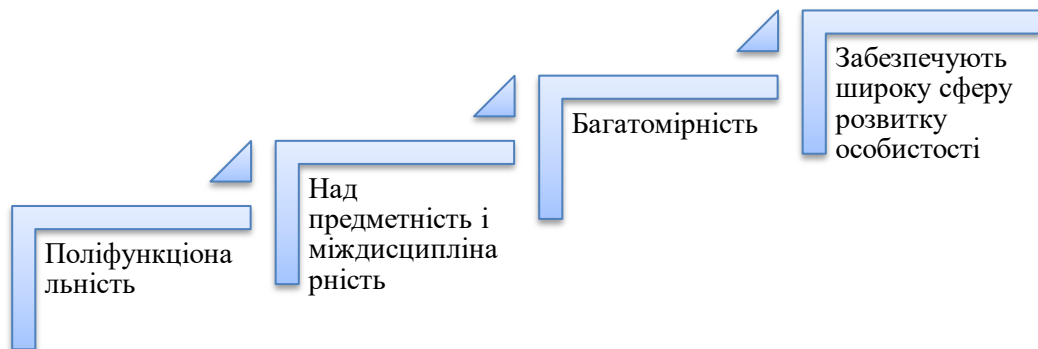 Поліфункціона
льність
Над
предметність і
міждисципліна
рність
Багатомірність
Забезпечують
широку сферу
розвитку
особистості